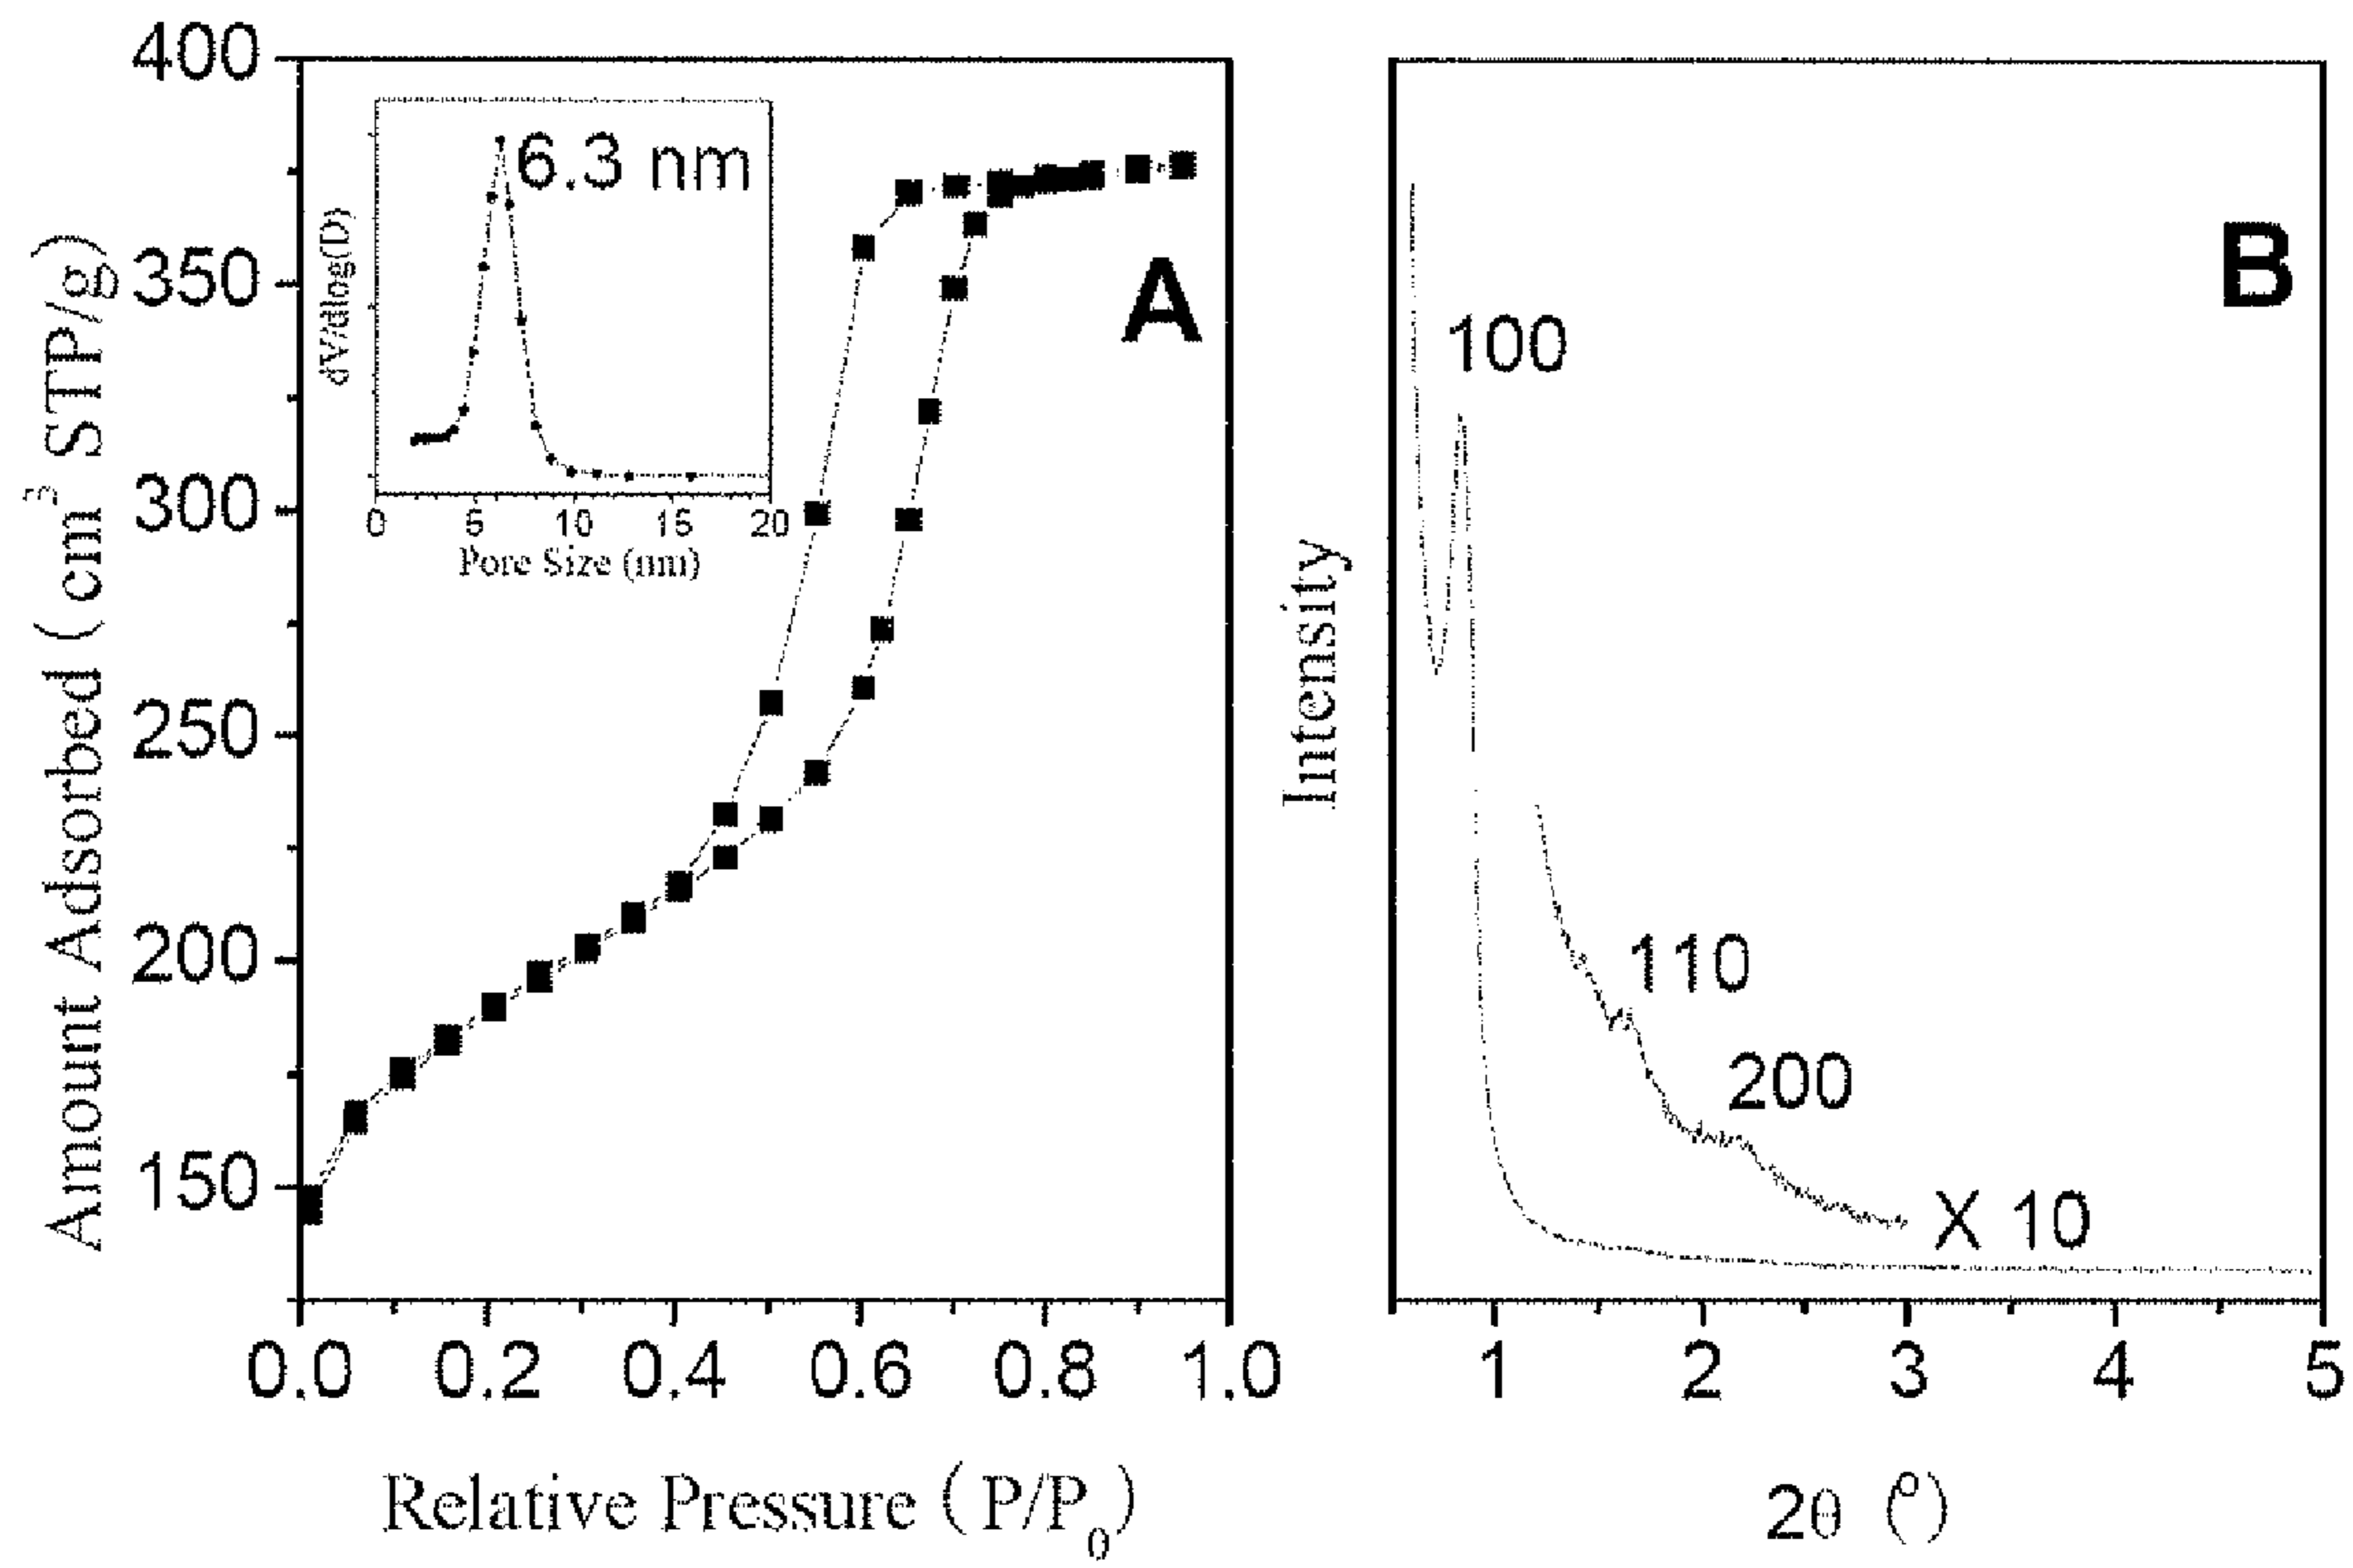 400
350
300
250
200
150
Amount Adsorbed (cm³ STP/g)
0.0 0.2 0.4 0.6 0.8 1.0
Relative Pressure (P/P₀)
A
6.3 nm
dV/dlog(D)
0 5 10 15 20
Pore Size (nm)
B
100
110
200
X 10
Intensity
1 2 3 4 5
2θ (°)